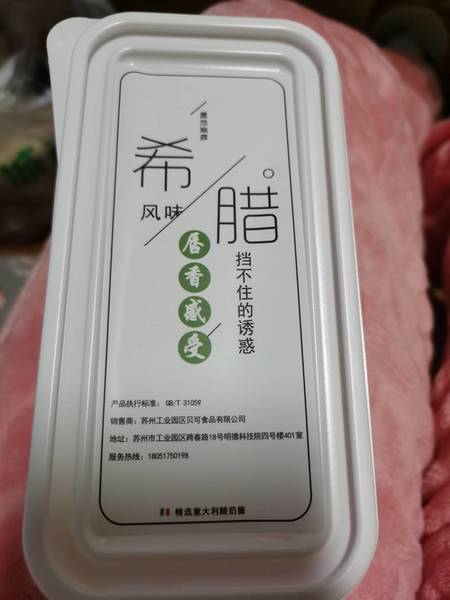 希
腊
风味
唇香感受
挡不住的诱惑
产品执行标准： GB/T 31059
销售商：苏州工业园区贝可食品有限公司
地址：苏州市工业园区跨春路18号明德科技院四号楼401室
服务热线：18051750198
精选意大利酸奶酱